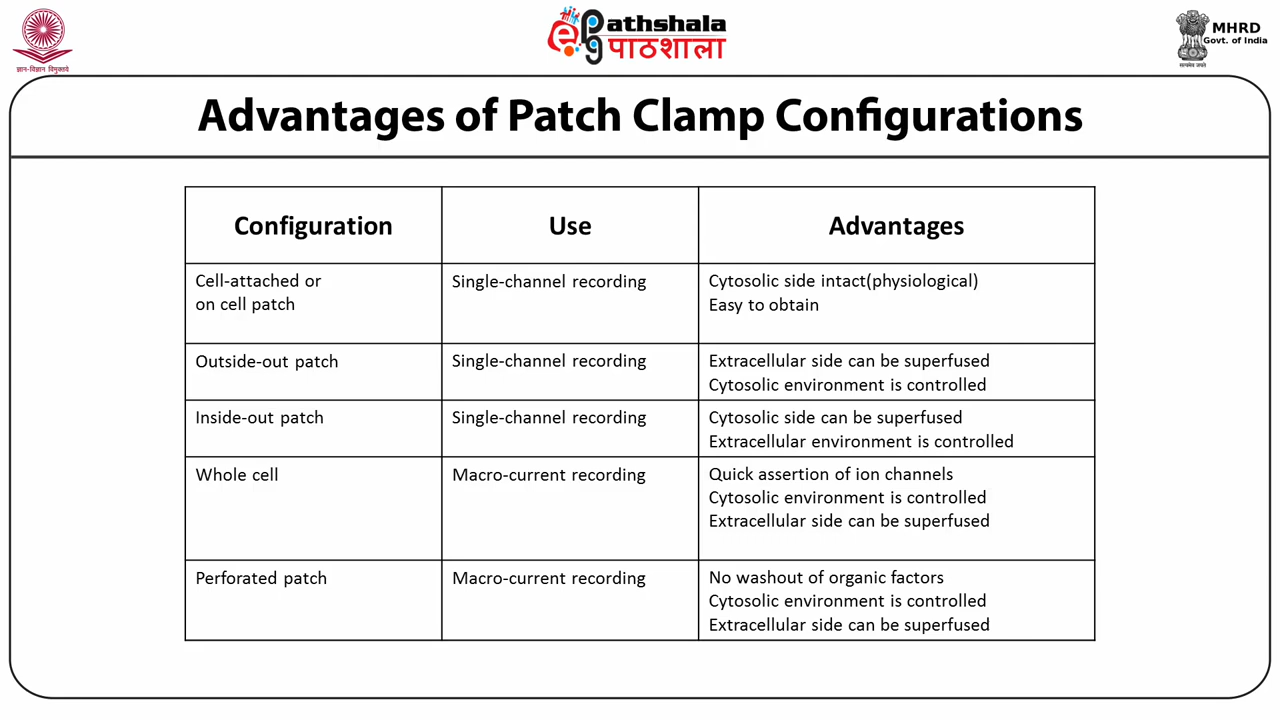 ज्ञान-विज्ञान विमुक्तये
ePathshala
पाठशाला
सत्यमेव जयते
MHRD
Govt. of India
Advantages of Patch Clamp Configurations
Configuration
Use
Advantages
Cell-attached or
on cell patch
Single-channel recording
Cytosolic side intact(physiological)
Easy to obtain
Outside-out patch
Single-channel recording
Extracellular side can be superfused
Cytosolic environment is controlled
Inside-out patch
Single-channel recording
Cytosolic side can be superfused
Extracellular environment is controlled
Whole cell
Macro-current recording
Quick assertion of ion channels
Cytosolic environment is controlled
Extracellular side can be superfused
Perforated patch
Macro-current recording
No washout of organic factors
Cytosolic environment is controlled
Extracellular side can be superfused